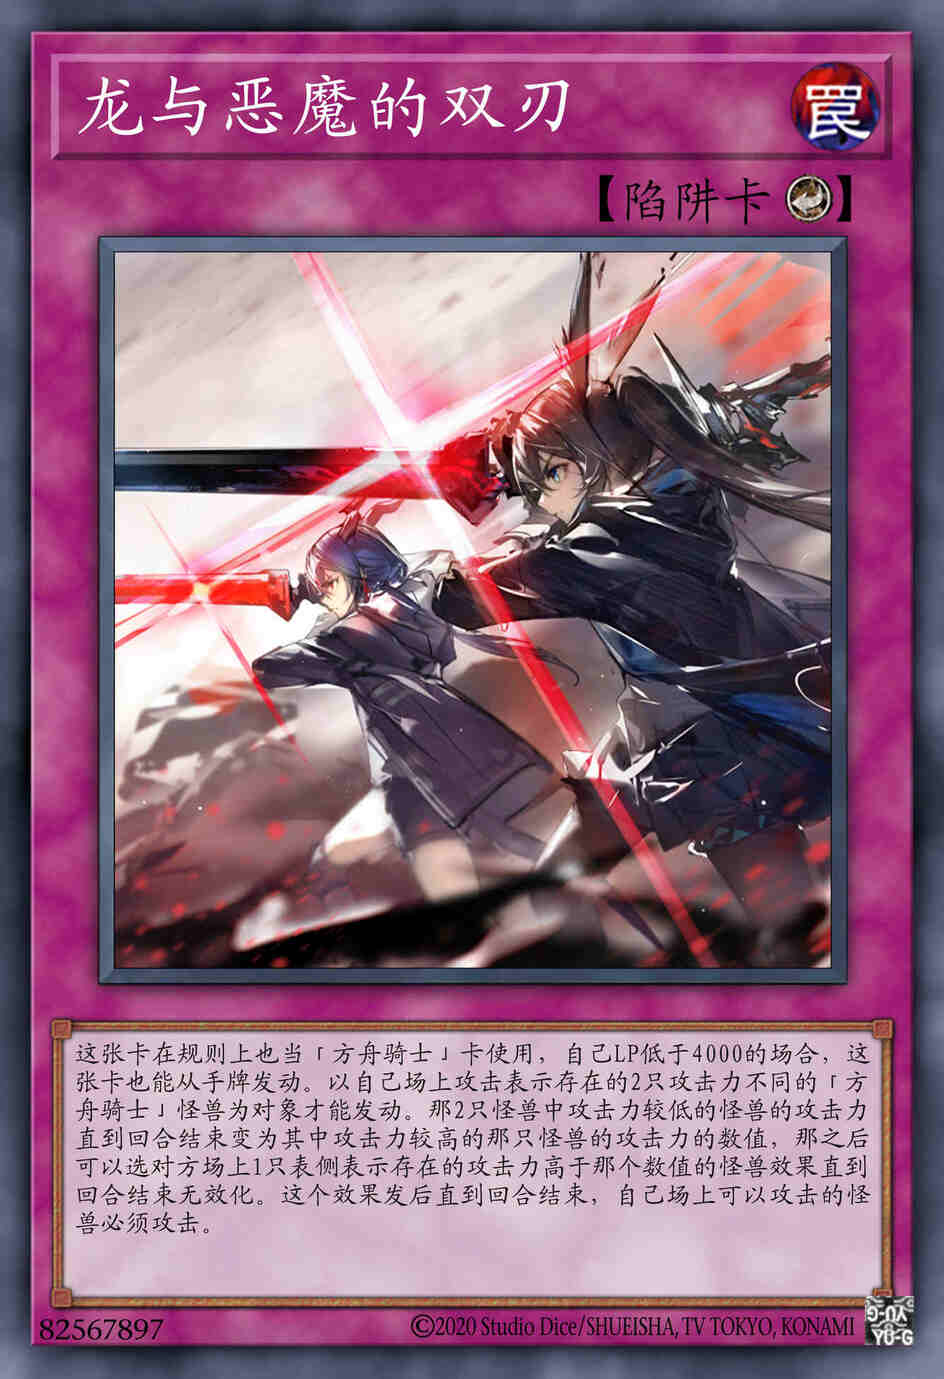 龙与恶魔的双刃
罠
【陷阱卡】
这张卡在规则上也当「方舟骑士」卡使用，自己LP低于4000的场合，这
张卡也能从手牌发动。以自己场上攻击表示存在的2只攻击力不同的「方
舟骑士」怪兽为对象才能发动。那2只怪兽中攻击力较低的怪兽的攻击力
直到回合结束变为其中攻击力较高的那只怪兽的攻击力的数值，那之后
可以选对方场上1只表侧表示存在的攻击力高于那个数值的怪兽效果直到
回合结束无效化。这个效果发后直到回合结束，自己场上可以攻击的怪
兽必须攻击。
82567897
©2020 Studio Dice/SHUEISHA, TV TOKYO, KONAMI